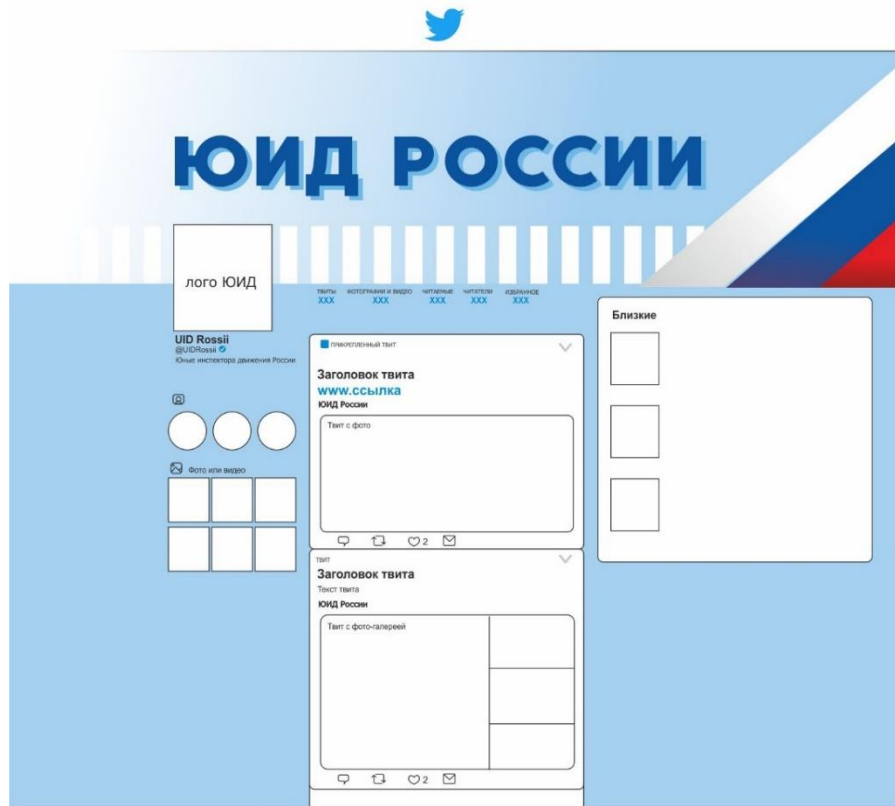 ЮИД РОССИИ
лого ЮИД
UID Rossii
@UIDRossii
Юные инспектора движения России
Фото или видео
ТВИТЫ ФОТОГРАФИИ И ВИДЕО ЧИТАЕМЫЕ ЧИТАТЕЛИ ИЗБРАННОЕ
XXX XXX XXX XXX XXX
ПРИКРЕПЛЕННЫЙ ТВИТ
Заголовок твита
www.ссылка
ЮИД России
Твит с фото
2
ТВИТ
Заголовок твита
Текст твита
ЮИД России
Твит с фото-галереей
2
Близкие